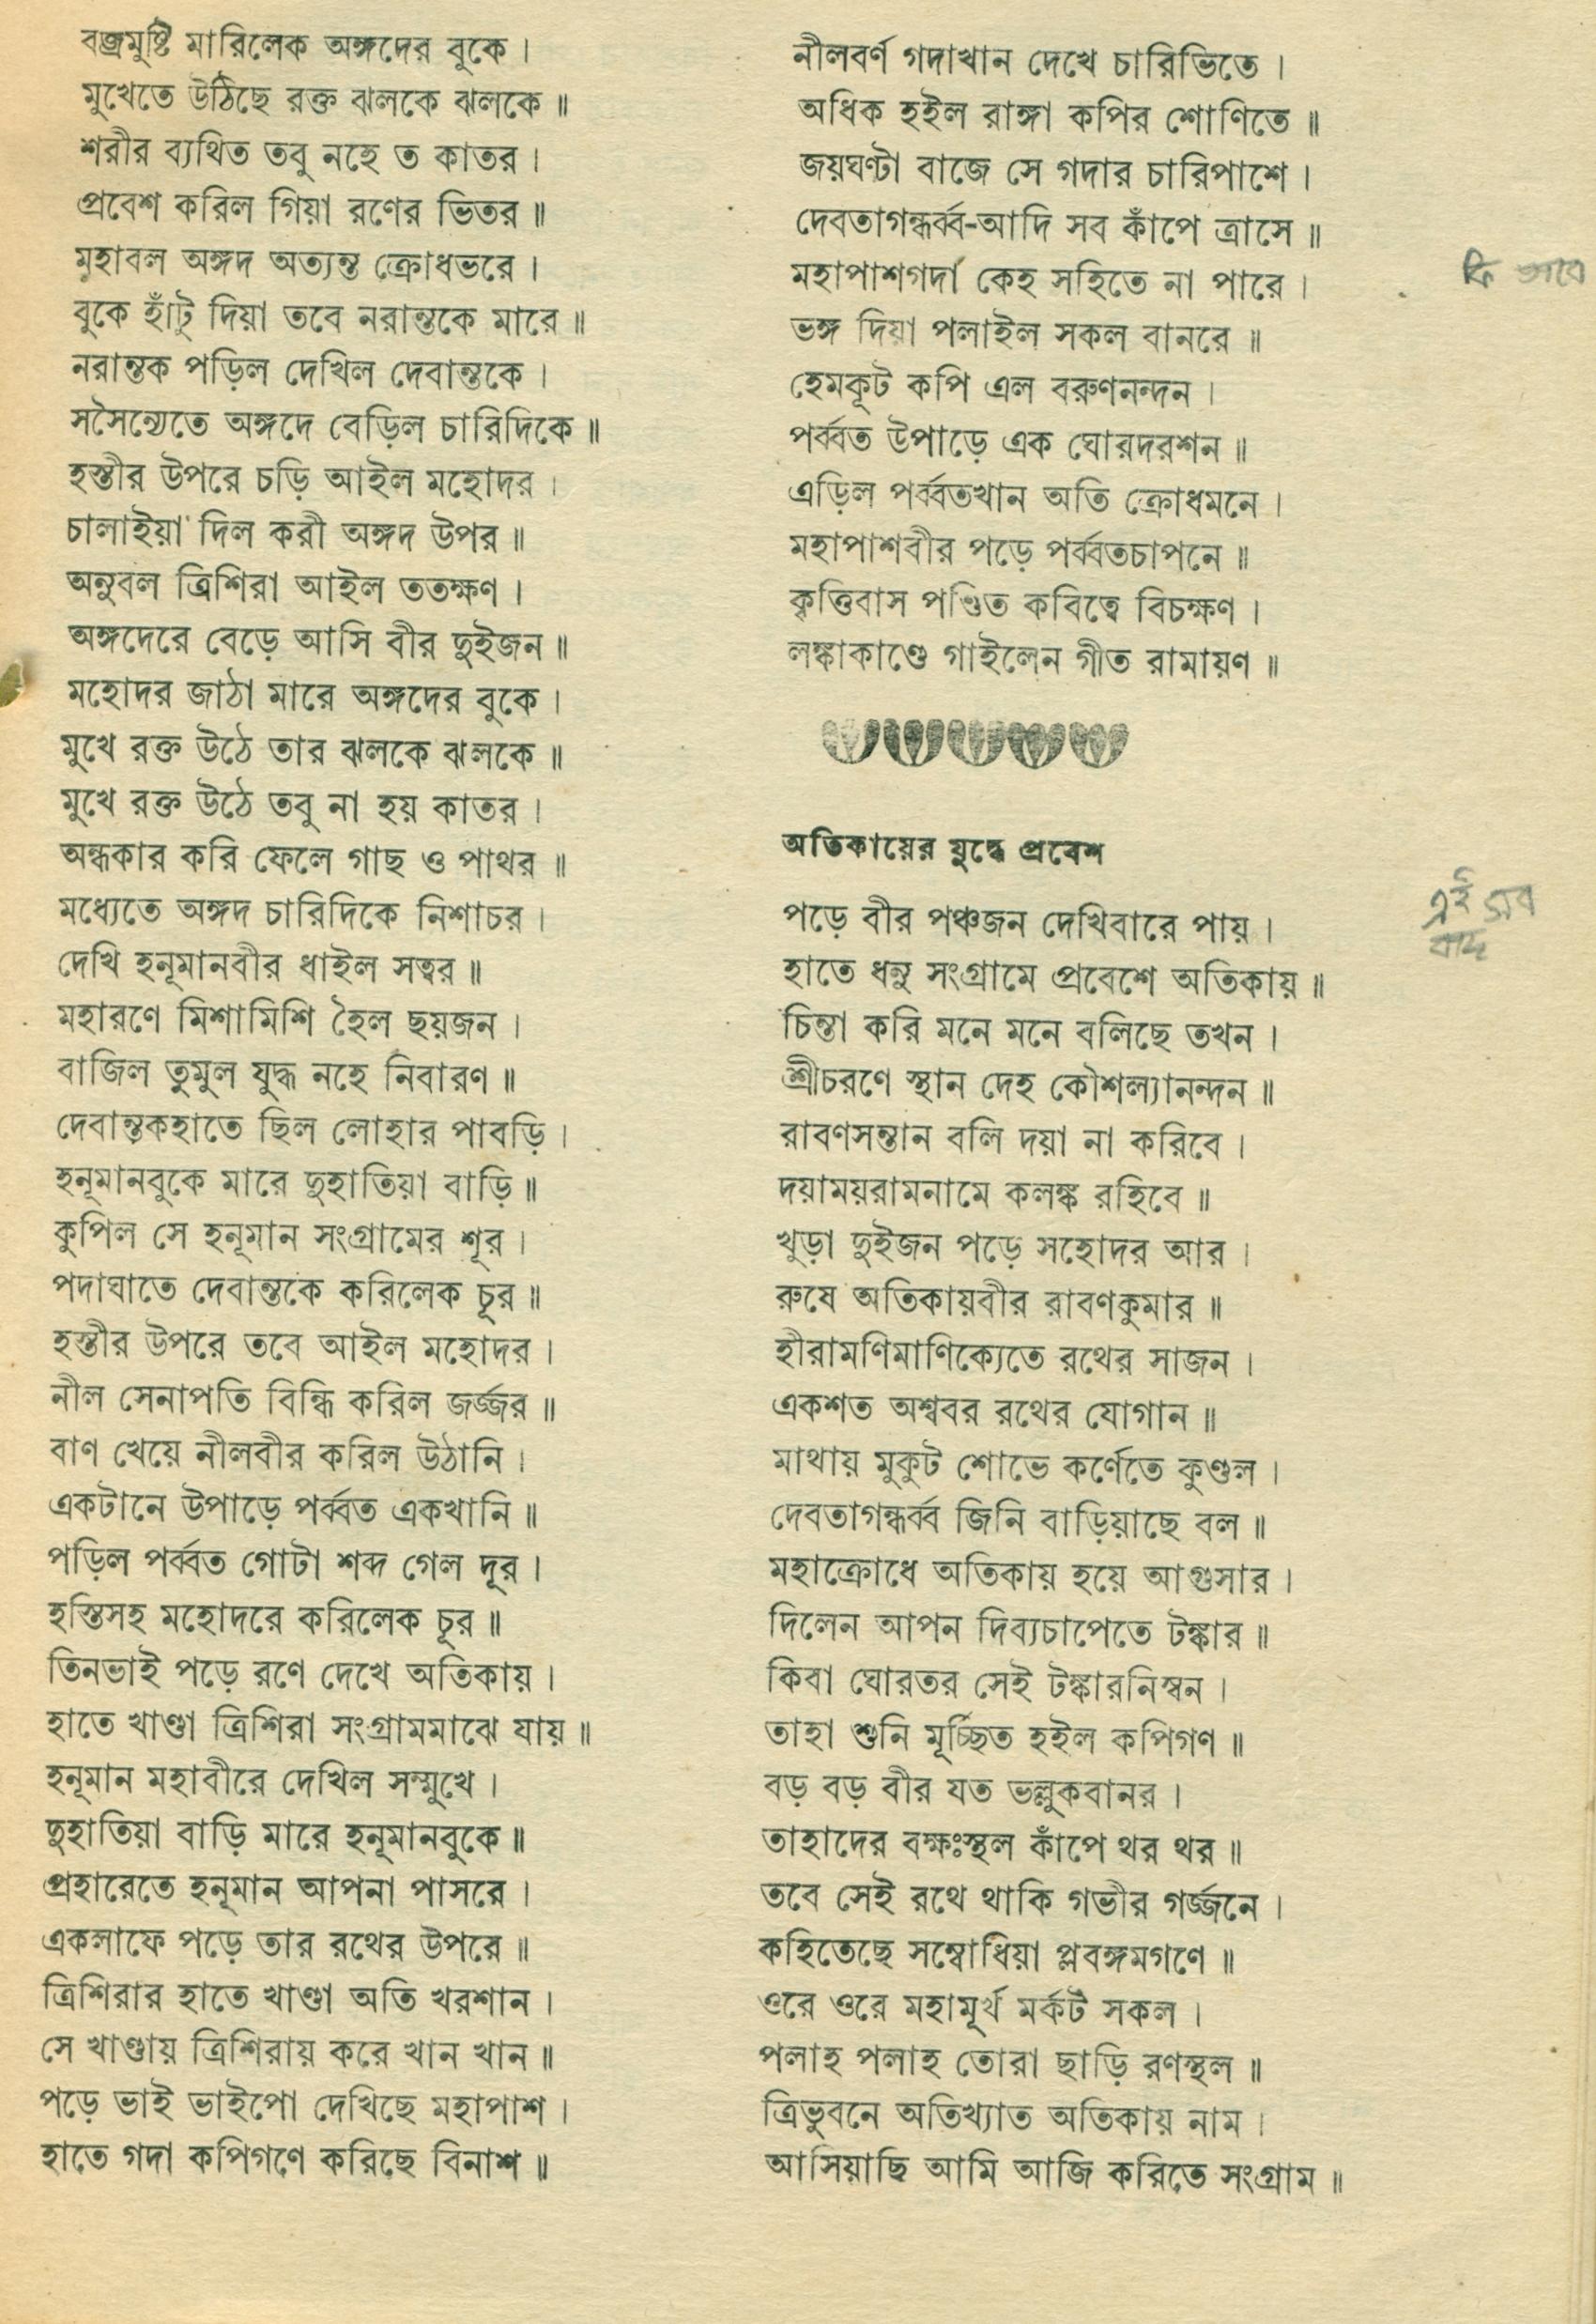 বজ্রমুষ্টি মারিলেক অঙ্গদের বুকে ।
মুখেতে উঠিছে রক্ত ঝলকে ঝলকে ॥
শরীর ব্যথিত তবু নহে ত কাতর ।
প্রবেশ করিল গিয়া রণের ভিতর ॥
মহাবল অঙ্গদ অত্যন্ত ক্রোধভরে ।
বুকে হাঁটু দিয়া তবে নরান্তকে মারে ॥
নরান্তক পড়িল দেখিল দেবান্তকে ।
সসৈন্যেতে অঙ্গদে বেড়িল চারিদিকে ॥
হস্তীর উপরে চড়ি আইল মহোদর ।
চালাইয়া দিল করী অঙ্গদ উপর ॥
অনুবল ত্রিশিরা আইল ততক্ষণ ।
অঙ্গদেরে বেড়ে আসি বীর দুইজন ॥
মহোদর জাঠা মারে অঙ্গদের বুকে ।
মুখে রক্ত উঠে তার ঝলকে ঝলকে ॥
মুখে রক্ত উঠে তবু না হয় কাতর ।
অন্ধকার করি ফেলে গাছ ও পাথর ॥
মধ্যেতে অঙ্গদ চারিদিকে নিশাচর ।
দেখি হনূমানবীর ধাইল সত্বর ॥
মহারণে মিশামিশি হৈল ছয়জন ।
বাজিল তুমুল যুদ্ধ নহে নিবারণ ॥
দেবান্তকহাতে ছিল লোহার পাবড়ি ।
হনূমানবুকে মারে দুহাতিয়া বাড়ি ॥
কুপিল সে হনূমান সংগ্রামের শূর ।
পদাঘাতে দেবান্তকে করিলেক চূর ॥
হস্তীর উপরে তবে আইল মহোদর ।
নীল সেনাপতি বিন্ধি করিল জর্জ্জর ॥
বাণ খেয়ে নীলবীর করিল উঠানি ।
একটানে উপাড়ে পর্ব্বত একখানি ॥
পড়িল পর্ব্বত গোটা শব্দ গেল দূর ।
হস্তিসহ মহোদরে করিলেক চূর ॥
তিনভাই পড়ে রণে দেখে অতিকায় ।
হাতে খাণ্ডা ত্রিশিরা সংগ্রামমাঝে যায় ॥
হনূমান মহাবীরে দেখিল সম্মুখে ।
দুহাতিয়া বাড়ি মারে হনূমানবুকে ॥
প্রহারেতে হনূমান আপনা পাসরে ।
একলাফে পড়ে তার রথের উপরে ॥
ত্রিশিরার হাতে খাণ্ডা অতি খরশান ।
সে খাণ্ডায় ত্রিশিরায় করে খান খান ॥
পড়ে ভাই ভাইপো দেখিছে মহাপাশ ।
হাতে গদা কপিগণে করিছে বিনাশ ॥
নীলবর্ণ গদাখান দেখে চারিভিতে ।
অধিক হইল রাঙ্গা কপির শোণিতে ॥
জয়ঘণ্টা বাজে সে গদার চারিপাশে ।
দেবতাগন্ধর্ব্ব-আদি সব কাঁপে ত্রাসে ॥
মহাপাশগদা কেহ সহিতে না পারে ।
ভঙ্গ দিয়া পলাইল সকল বানরে ॥
হেমকূট কপি এল বরুণনন্দন ।
পর্ব্বত উপাড়ে এক ঘোরদরশন ॥
এড়িল পর্ব্বতখান অতি ক্রোধমনে ।
মহাপাশবীর পড়ে পর্ব্বতচাপনে ॥
কৃত্তিবাস পণ্ডিত কবিত্বে বিচক্ষণ ।
লঙ্কাকাণ্ডে গাইলেন গীত রামায়ণ ॥
অতিকায়ের যুদ্ধে প্রবেশ
পড়ে বীর পঞ্চজন দেখিবারে পায় ।
হাতে ধনু সংগ্রামে প্রবেশে অতিকায় ॥
চিন্তা করি মনে মনে বলিছে তখন ।
শ্রীচরণে স্থান দেহ কৌশল্যানন্দন ॥
রাবণসন্তান বলি দয়া না করিবে ।
দয়াময়রামনামে কলঙ্ক রহিবে ॥
খুড়া দুইজন পড়ে সহোদর আর ।
রুষে অতিকায়বীর রাবণকুমার ॥
হীরামণিমাণিক্যেতে রথের সাজন ।
একশত অশ্ববর রথের যোগান ॥
মাথায় মুকুট শোভে কর্ণেতে কুণ্ডল ।
দেবতাগন্ধর্ব্ব জিনি বাড়িয়াছে বল ॥
মহাক্রোধে অতিকায় হয়ে আগুসার ।
দিলেন আপন দিব্যচাপেতে টঙ্কার ॥
কিবা ঘোরতর সেই টঙ্কারনিস্বন ।
তাহা শুনি মূর্চ্ছিত হইল কপিগণ ॥
বড় বড় বীর যত ভল্লুকবানর ।
তাহাদের বক্ষঃস্থল কাঁপে থর থর ॥
তবে সেই রথে থাকি গভীর গর্জ্জনে ।
কহিতেছে সম্বোধিয়া প্লবঙ্গমগণে ॥
ওরে ওরে মহামূর্খ মর্কট সকল ।
পলাহ পলাহ তোরা ছাড়ি রণস্থল ॥
ত্রিভুবনে অতিখ্যাত অতিকায় নাম ।
আসিয়াছি আমি আজি করিতে সংগ্রাম ॥
এই সব
বাদ